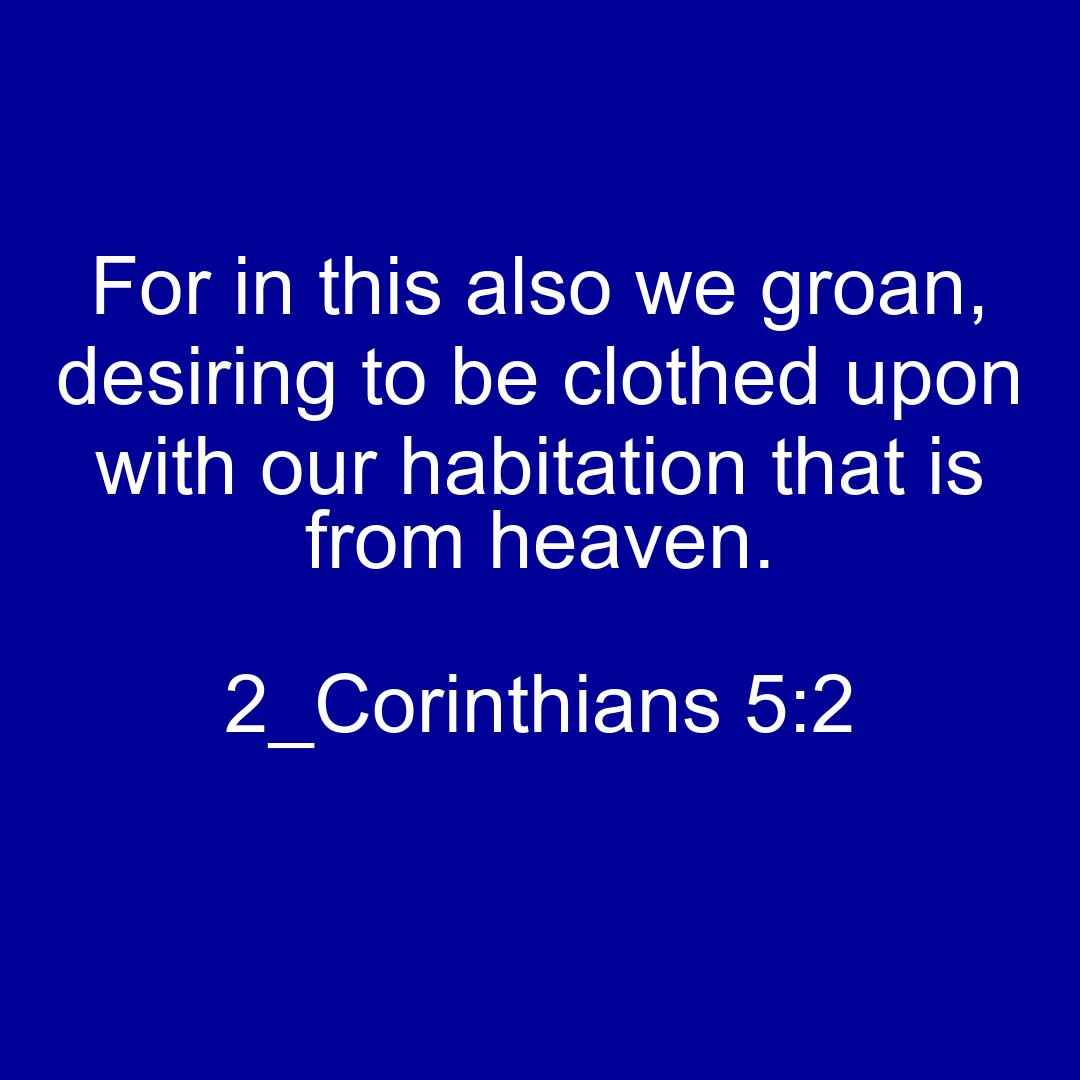 For in this also we groan,
desiring to be clothed upon
with our habitation that is
from heaven.
2_Corinthians 5:2